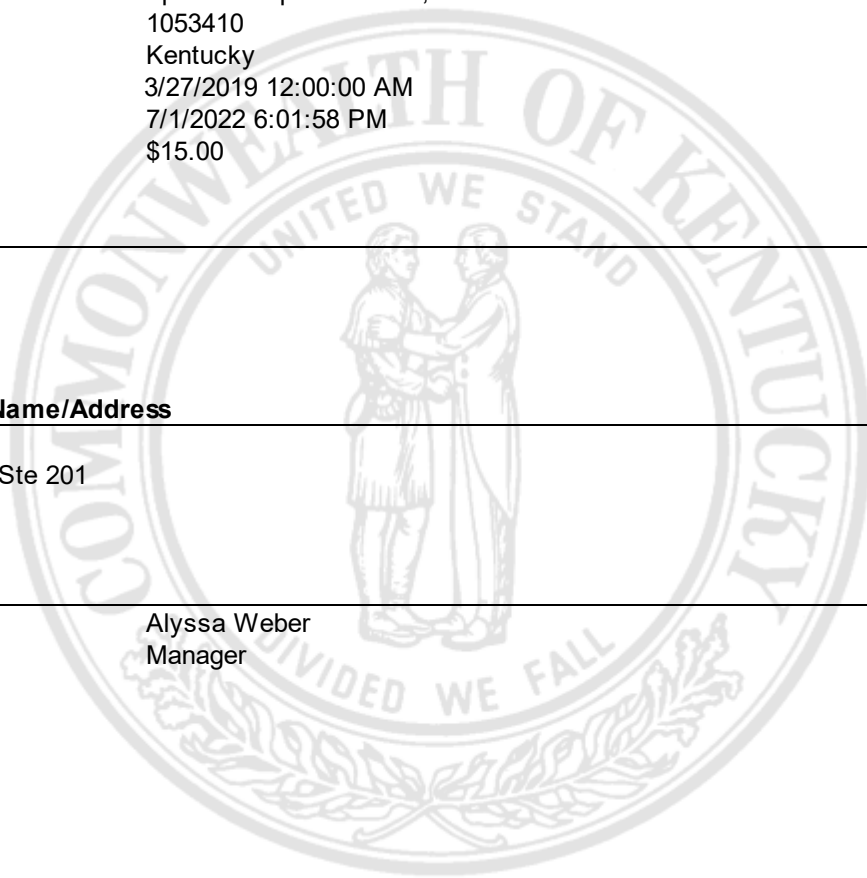 1053410
Kentucky
3/27/2019 12:00:00 AM
7/1/2022 6:01:58 PM
$15.00
COMMONWEALTH OF KENTUCKY
UNITED WE STAND
Name/Address
Ste 201
Alyssa Weber
Manager
DIVIDED WE FALL